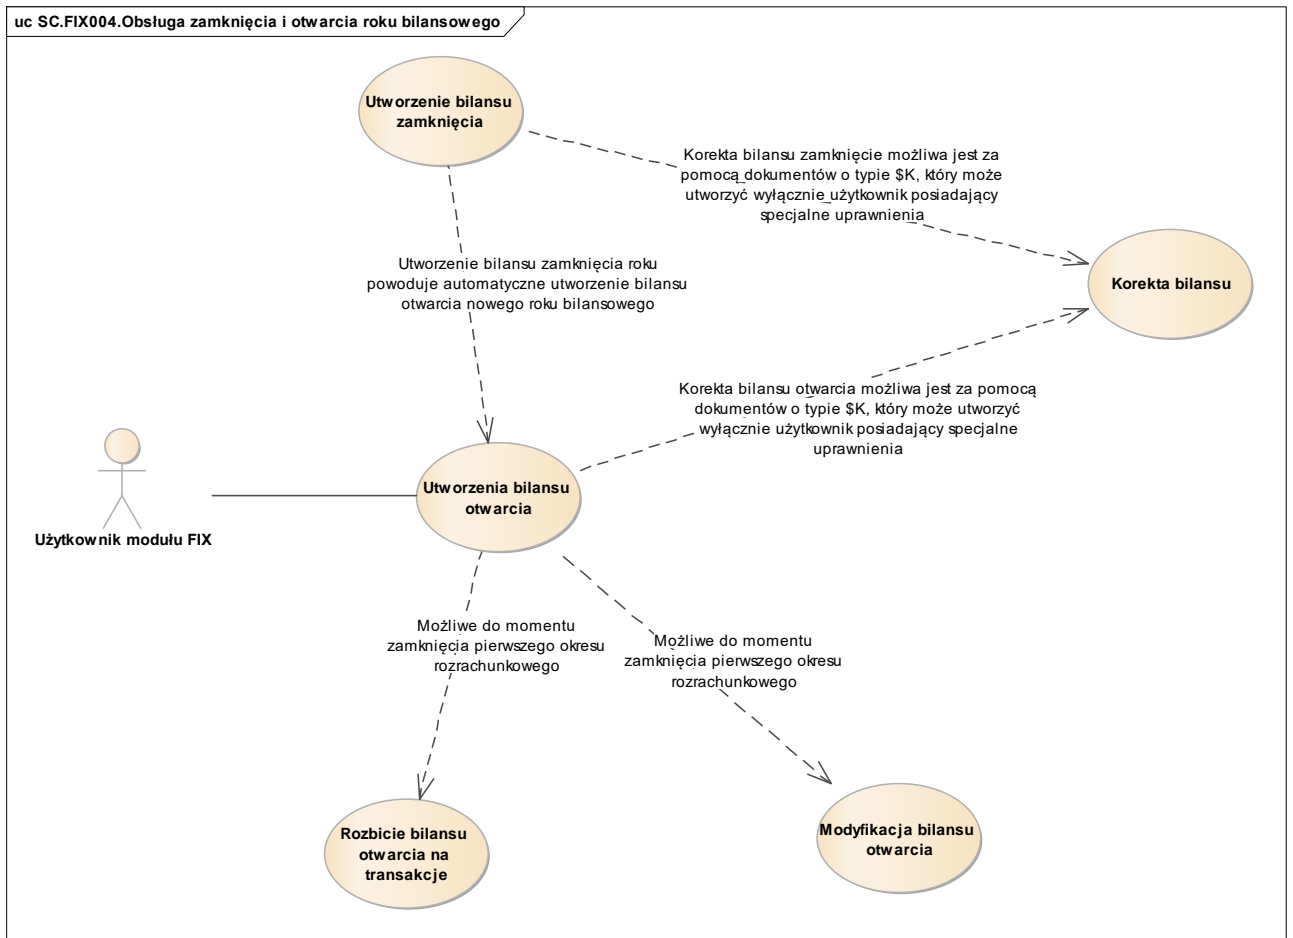 uc SC.FIX004.Obsługa zamknięcia i otwarcia roku bilansowego
Utworzenie bilansu
zamknięcia
Korekta bilansu zamknięcie możliwa jest za
pomocą dokumentów o typie $K, który może
utworzyć wyłącznie użytkownik posiadający
specjalne uprawnienia
Utworzenie bilansu zamknięcia roku
powoduje automatyczne utworzenie bilansu
otwarcia nowego roku bilansowego
Korekta bilansu
Korekta bilansu otwarcia możliwa jest za pomocą
dokumentów o typie $K, który może utworzyć
wyłącznie użytkownik posiadający specjalne
uprawnienia
Utworzenia bilansu
otwarcia
Użytkownik modułu FIX
Możliwe do momentu
zamknięcia pierwszego okresu
rozrachunkowego
Możliwe do momentu
zamknięcia pierwszego okresu
rozrachunkowego
Rozbicie bilansu
otwarcia na
transakcje
Modyfikacja bilansu
otwarcia